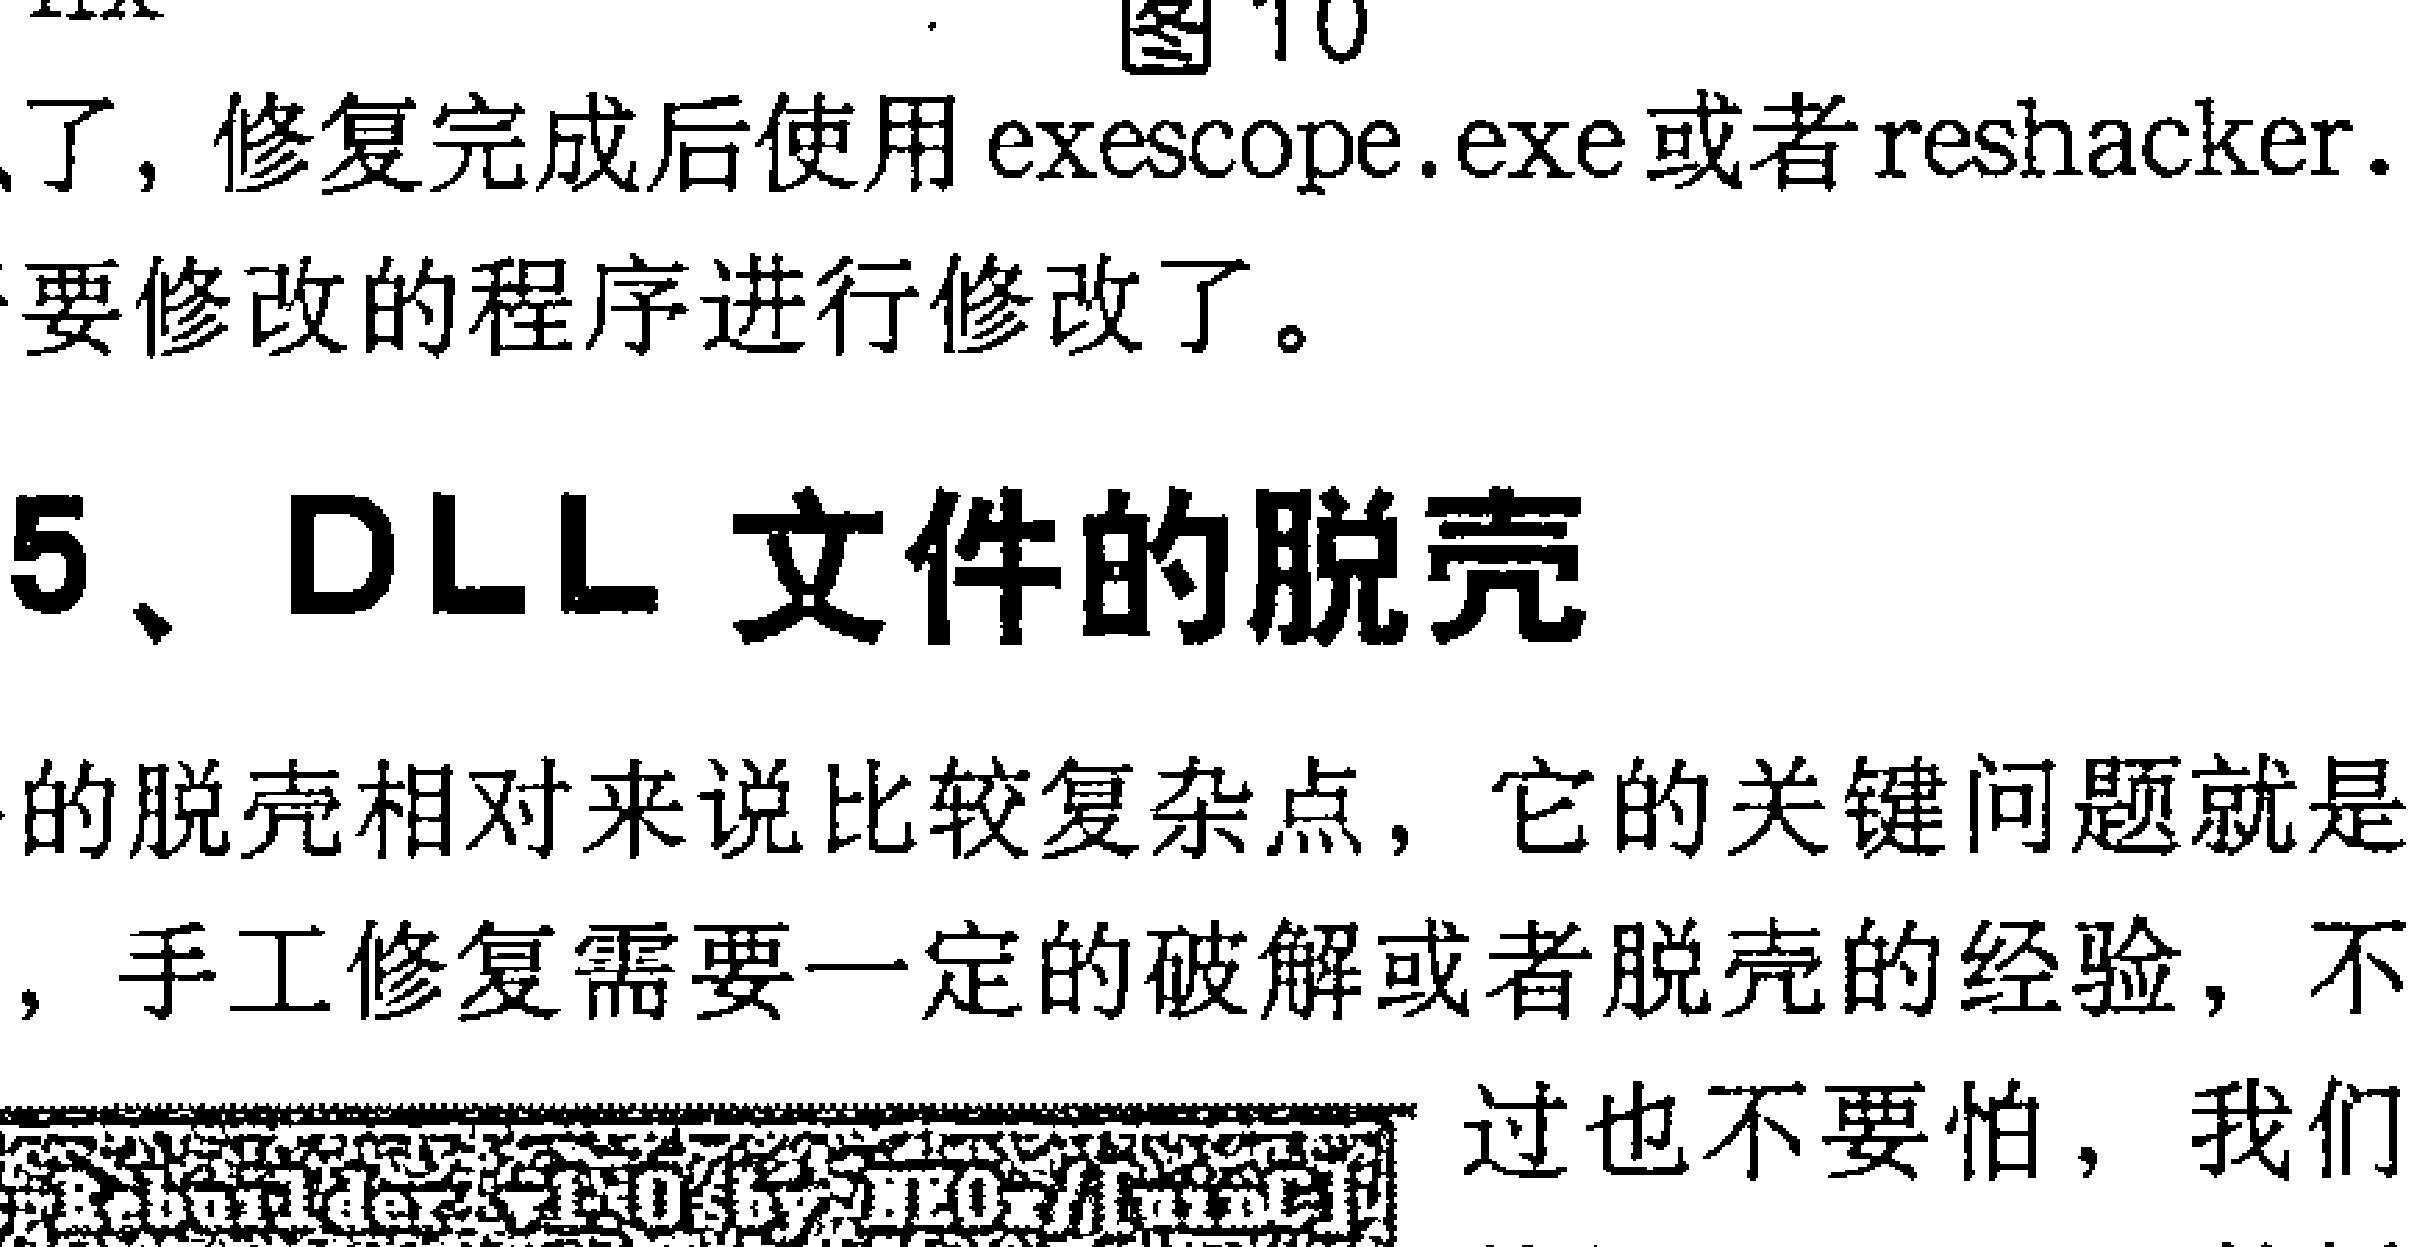 图 10
了，修复完成后使用 exescope.exe 或者 reshacker.
要修改的程序进行修改了。
5、DLL 文件的脱壳
的脱壳相对来说比较复杂点，它的关键问题就是
，手工修复需要一定的破解或者脱壳的经验，不
过也不要怕，我们
Rebuilder v1.0 by